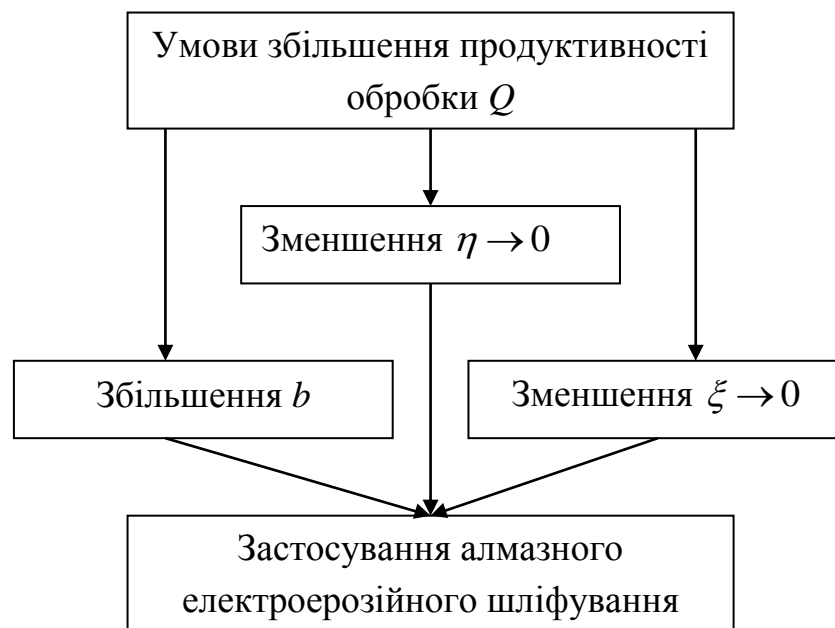 Умови збільшення продуктивності
обробки Q
Зменшення η → 0
Збільшення b
Зменшення ξ → 0
Застосування алмазного
електроерозійного шліфування